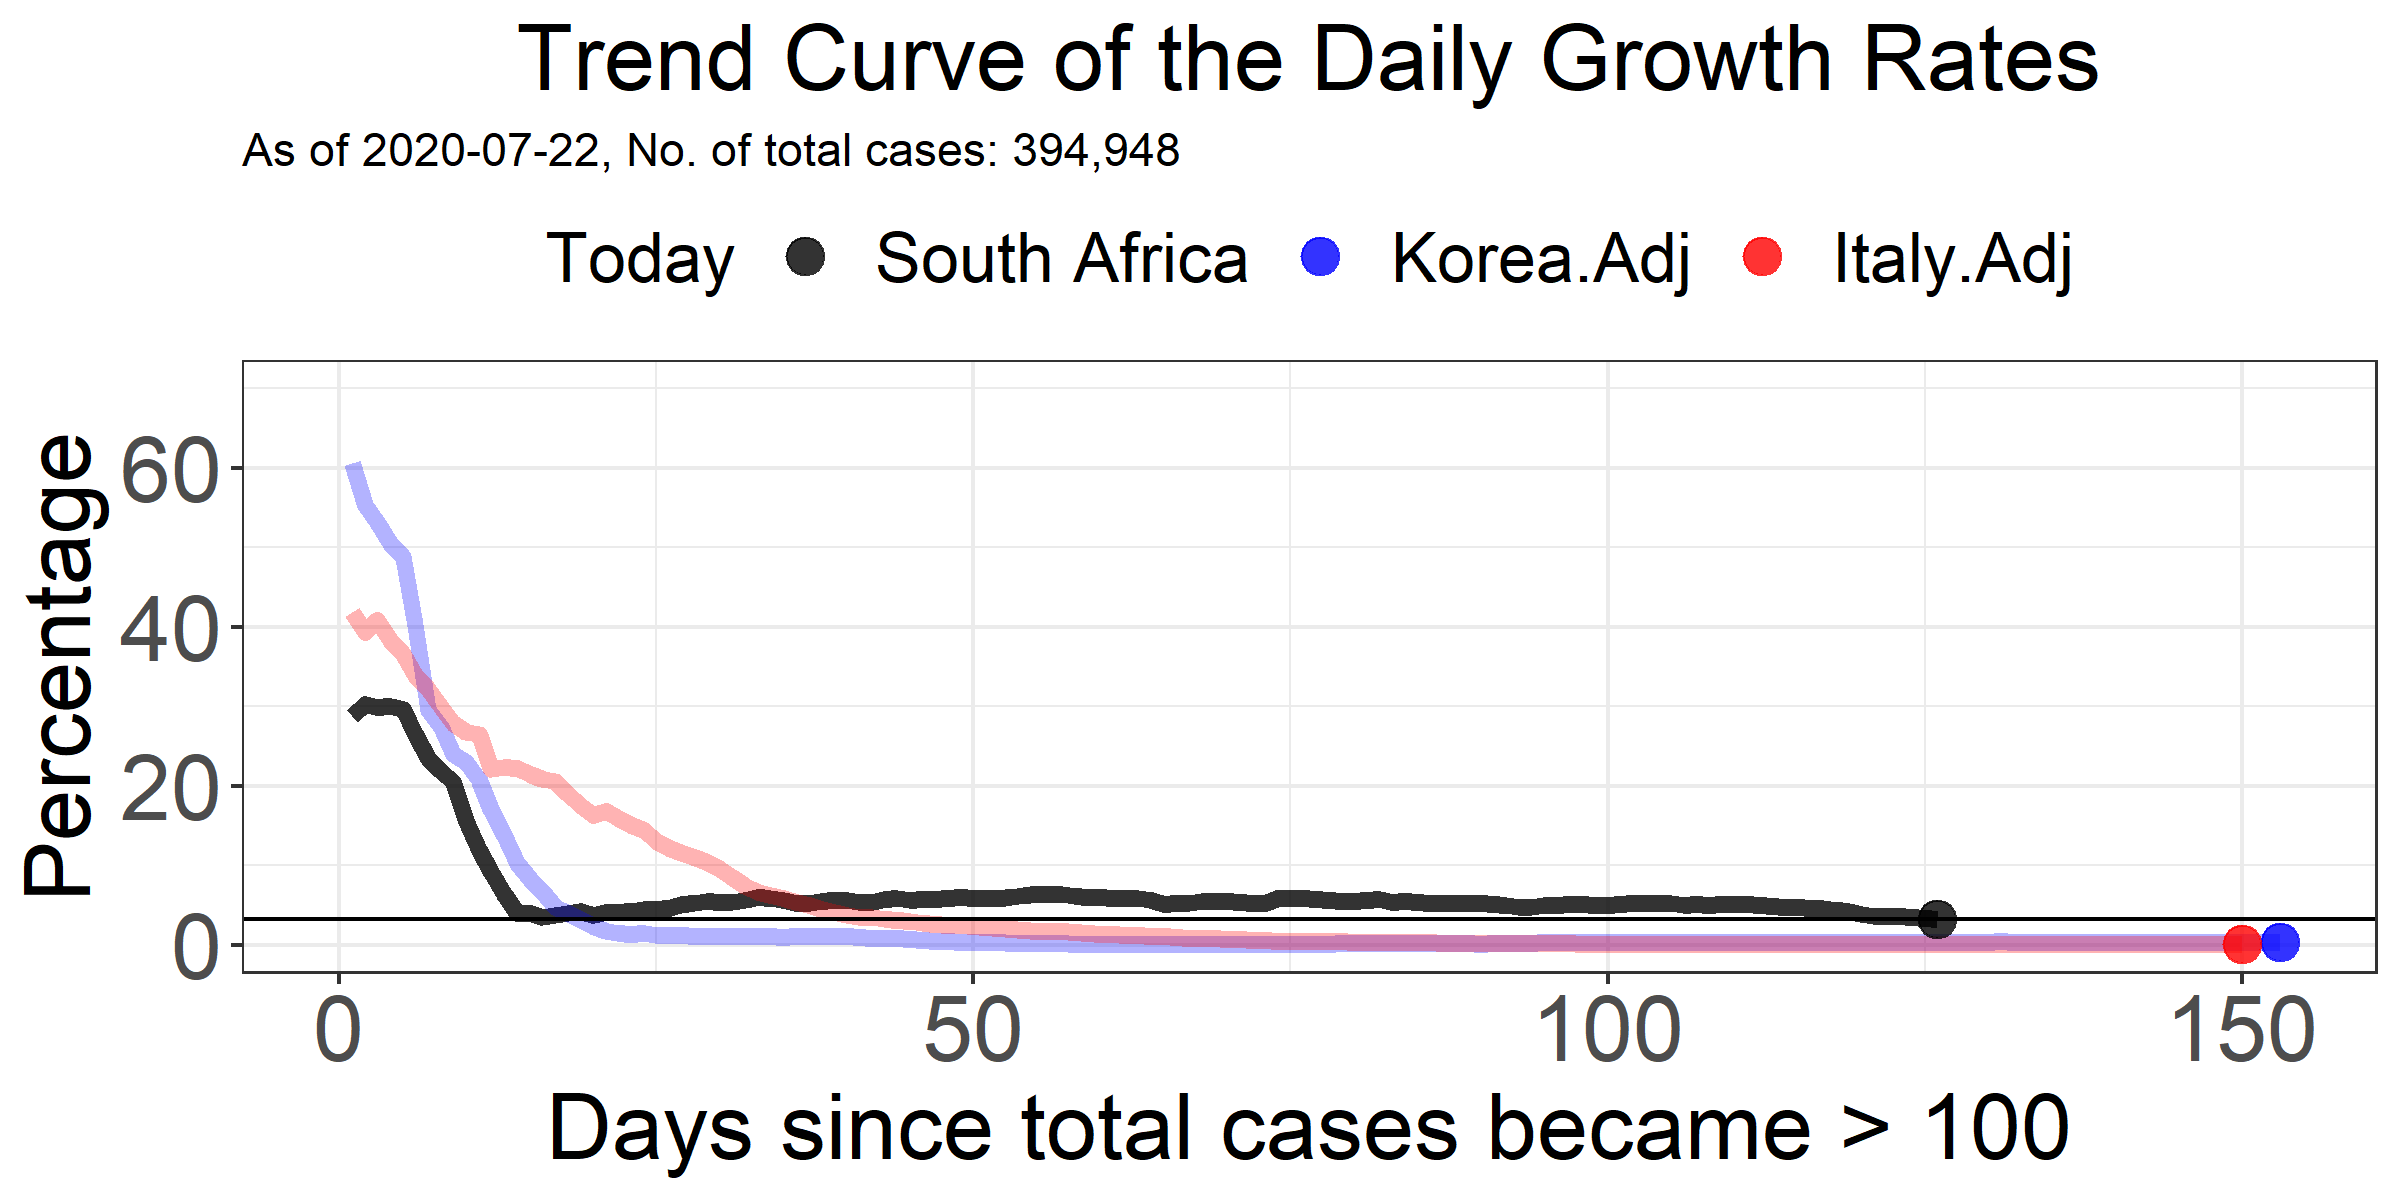 Trend Curve of the Daily Growth Rates
As of 2020-07-22, No. of total cases: 394,948
Today South Africa Korea.Adj Italy.Adj
Percentage
60
40
20
0
0 50 100 150
Days since total cases became > 100